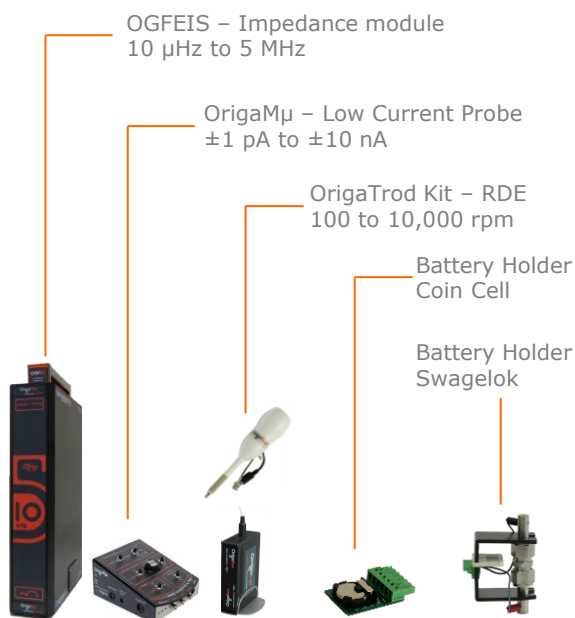 OGFEIS – Impedance module
10 µHz to 5 MHz
OrigaMµ – Low Current Probe
±1 pA to ±10 nA
OrigaTrod Kit – RDE
100 to 10,000 rpm
Battery Holder
Coin Cell
Battery Holder
Swagelok